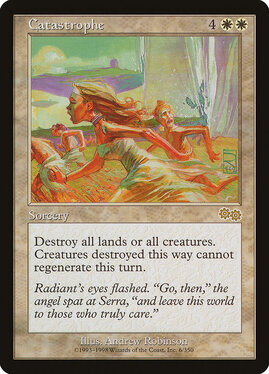 Catastrophe 4
Sorcery
Destroy all lands or all creatures.
Creatures destroyed this way cannot
regenerate this turn.
Radiant's eyes flashed. “Go, then,” the
angel spat at Serra, “and leave this world
to those who truly care.”
Illus. Andrew Robinson
©1993–1998 Wizards of the Coast, Inc. 6/350